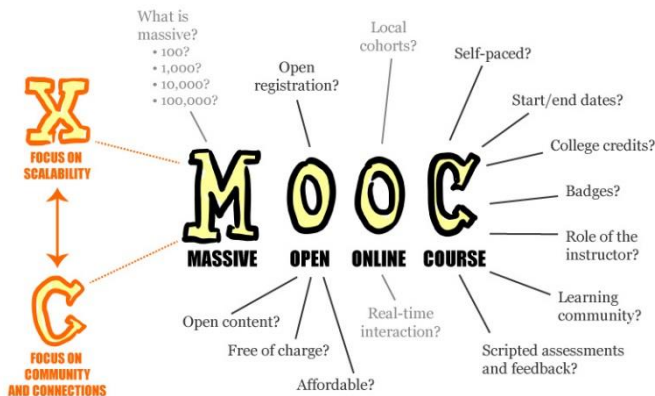 What is
massive?
• 100?
• 1,000?
• 10,000?
• 100,000?
Open
registration?
Local
cohorts?
Self-paced?
Start/end dates?
College credits?
Badges?
Role of the
instructor?
Learning
community?
Scripted assessments
and feedback?
X
FOCUS ON
SCALABILITY
C
FOCUS ON
COMMUNITY
AND CONNECTIONS
MOOC
MASSIVE OPEN ONLINE COURSE
Open content?
Free of charge?
Affordable?
Real-time
interaction?